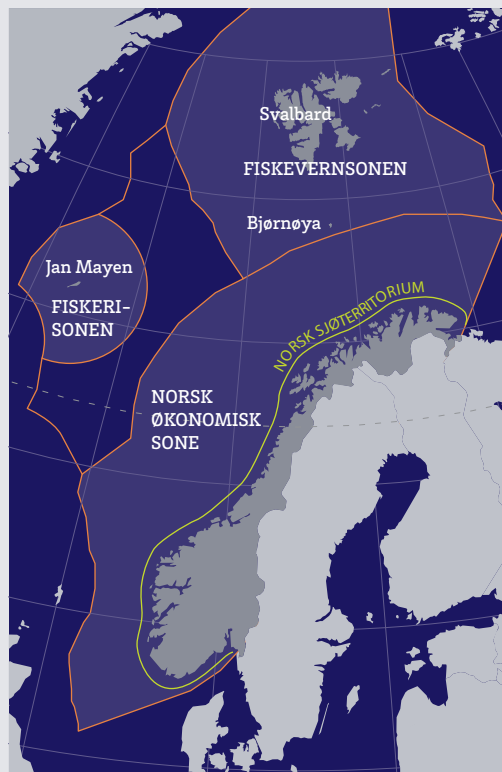 Svalbard
FISKEVERNSONEN
Bjørnøya
Jan Mayen
FISKERI-
SONEN
NORSK SJØTERRITORIUM
NORSK
ØKONOMISK
SONE